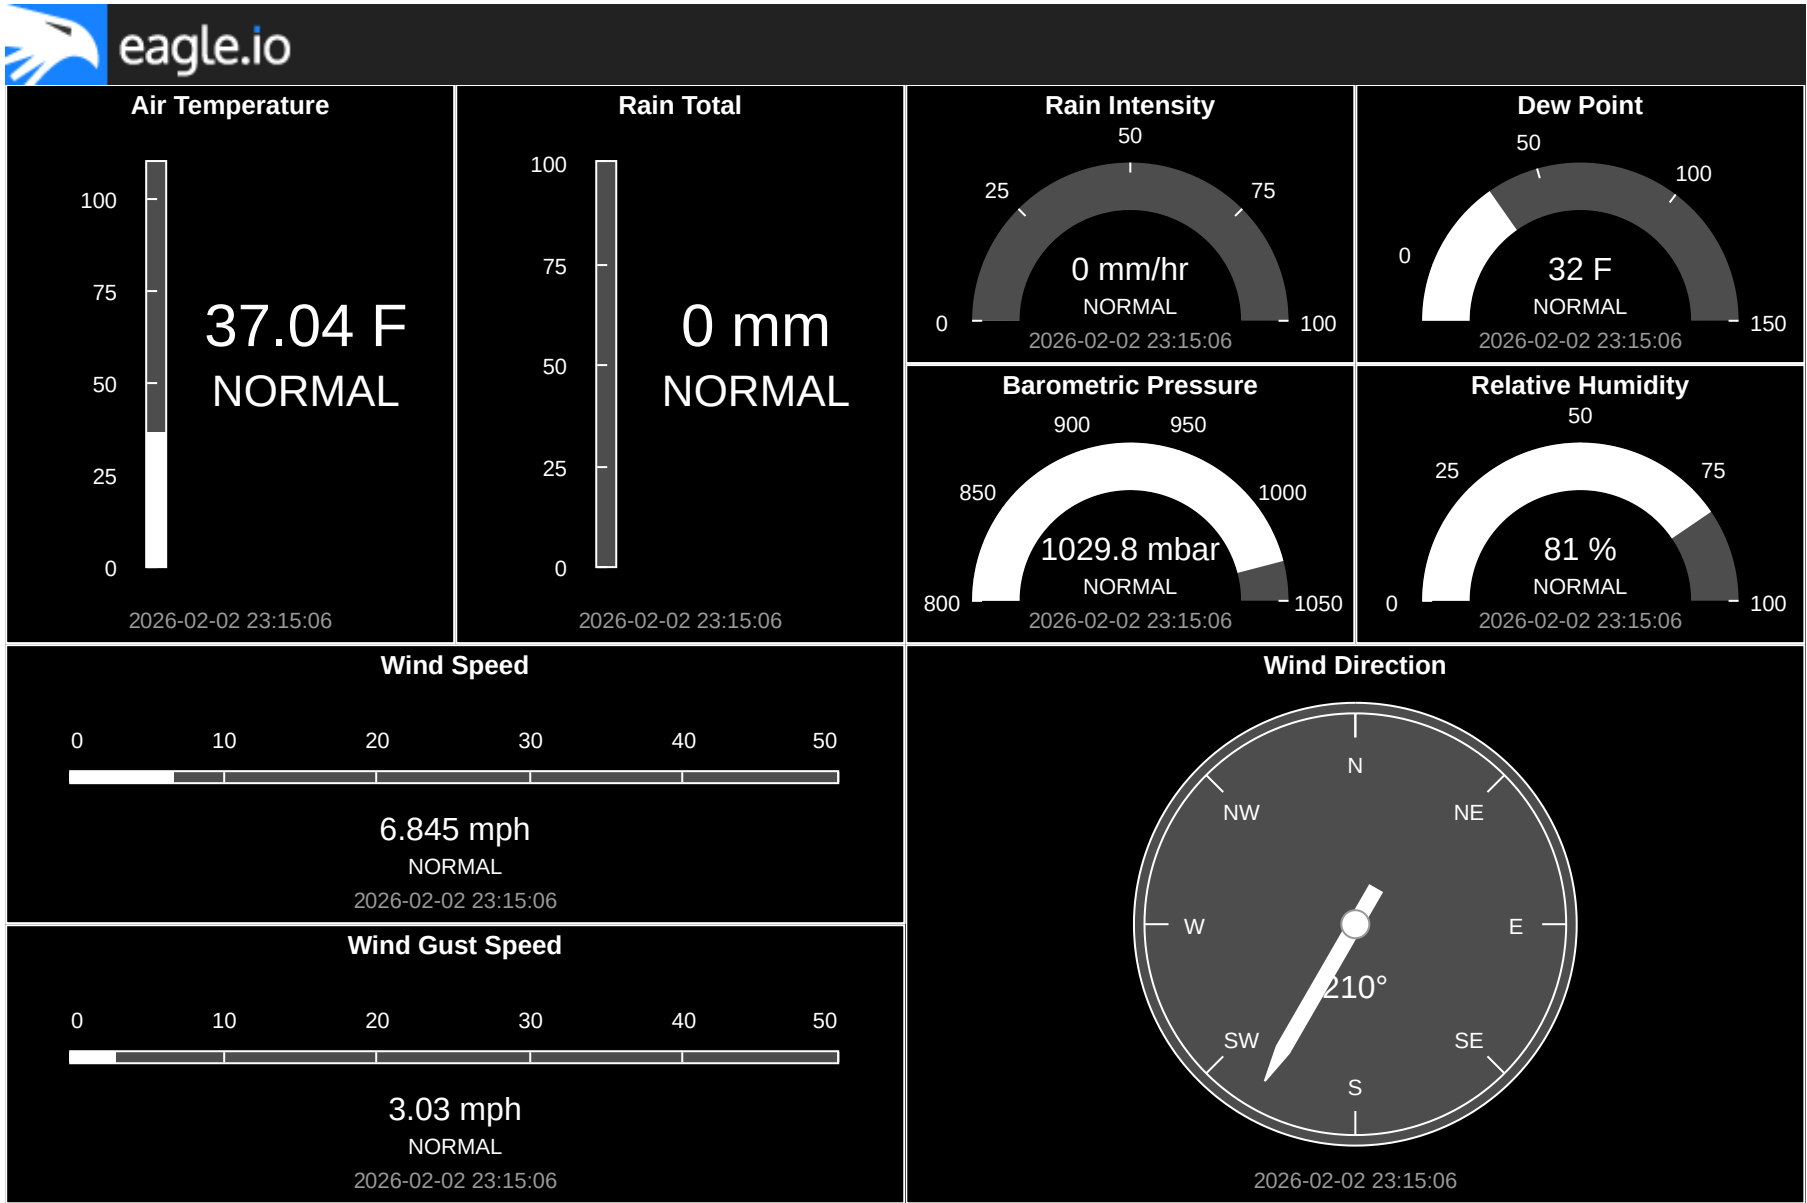 eagle.io
Air Temperature
100
75
50
25
0
37.04 F
NORMAL
2026-02-02 23:15:06
Rain Total
100
75
50
25
0
0 mm
NORMAL
2026-02-02 23:15:06
Rain Intensity
50
25
75
0
100
0 mm/hr
NORMAL
2026-02-02 23:15:06
Dew Point
50
100
0
150
32 F
NORMAL
2026-02-02 23:15:06
Barometric Pressure
900
950
850
1000
800
1050
1029.8 mbar
NORMAL
2026-02-02 23:15:06
Relative Humidity
50
25
75
0
100
81 %
NORMAL
2026-02-02 23:15:06
Wind Speed
0 10 20 30 40 50
6.845 mph
NORMAL
2026-02-02 23:15:06
Wind Gust Speed
0 10 20 30 40 50
3.03 mph
NORMAL
2026-02-02 23:15:06
Wind Direction
N
NW
NE
W
E
210°
SW
SE
S
2026-02-02 23:15:06